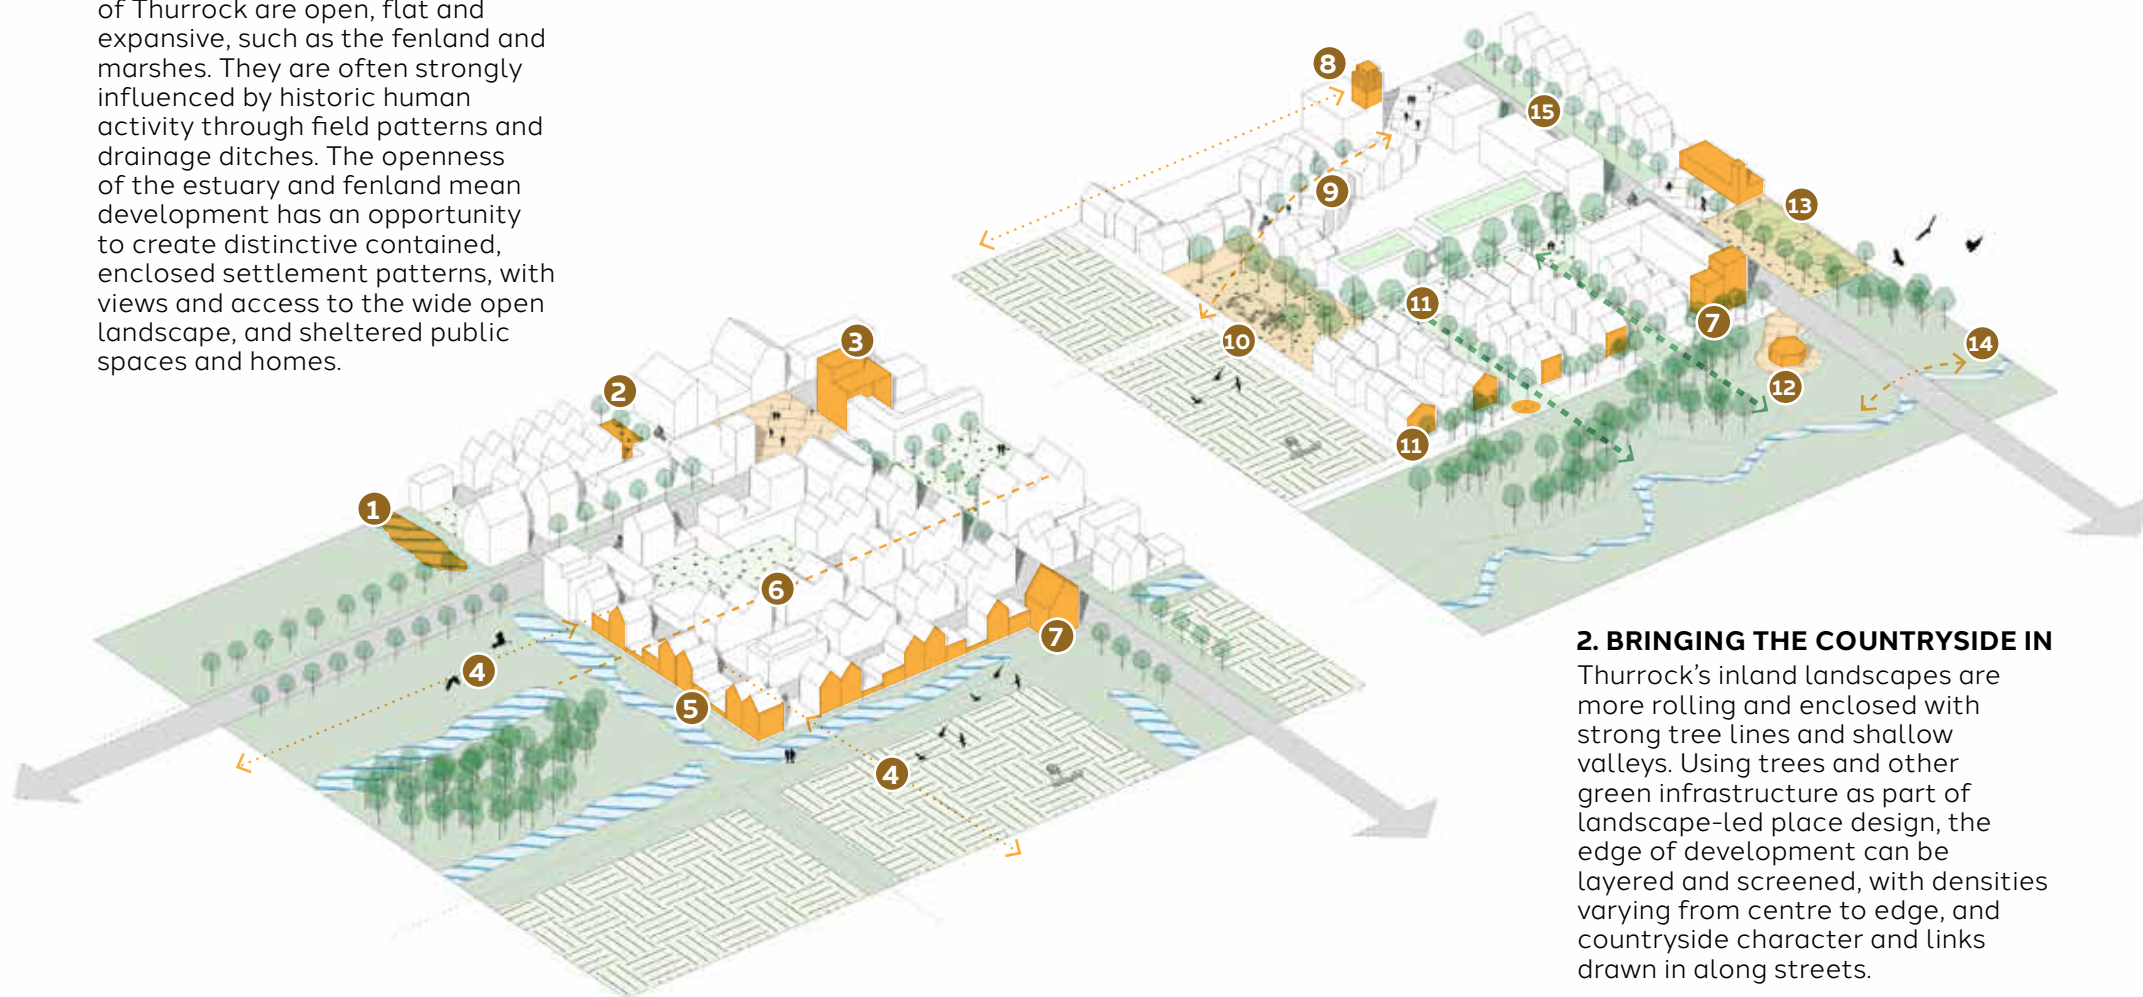 of Thurrock are open, flat and
expansive, such as the fenland and
marshes. They are often strongly
influenced by historic human
activity through field patterns and
drainage ditches. The openness
of the estuary and fenland mean
development has an opportunity
to create distinctive contained,
enclosed settlement patterns, with
views and access to the wide open
landscape, and sheltered public
spaces and homes.
1
2
3
4
4
5
6
7
8
9
10
11
11
7
12
13
14
15
2. BRINGING THE COUNTRYSIDE IN
Thurrock’s inland landscapes are
more rolling and enclosed with
strong tree lines and shallow
valleys. Using trees and other
green infrastructure as part of
landscape-led place design, the
edge of development can be
layered and screened, with densities
varying from centre to edge, and
countryside character and links
drawn in along streets.